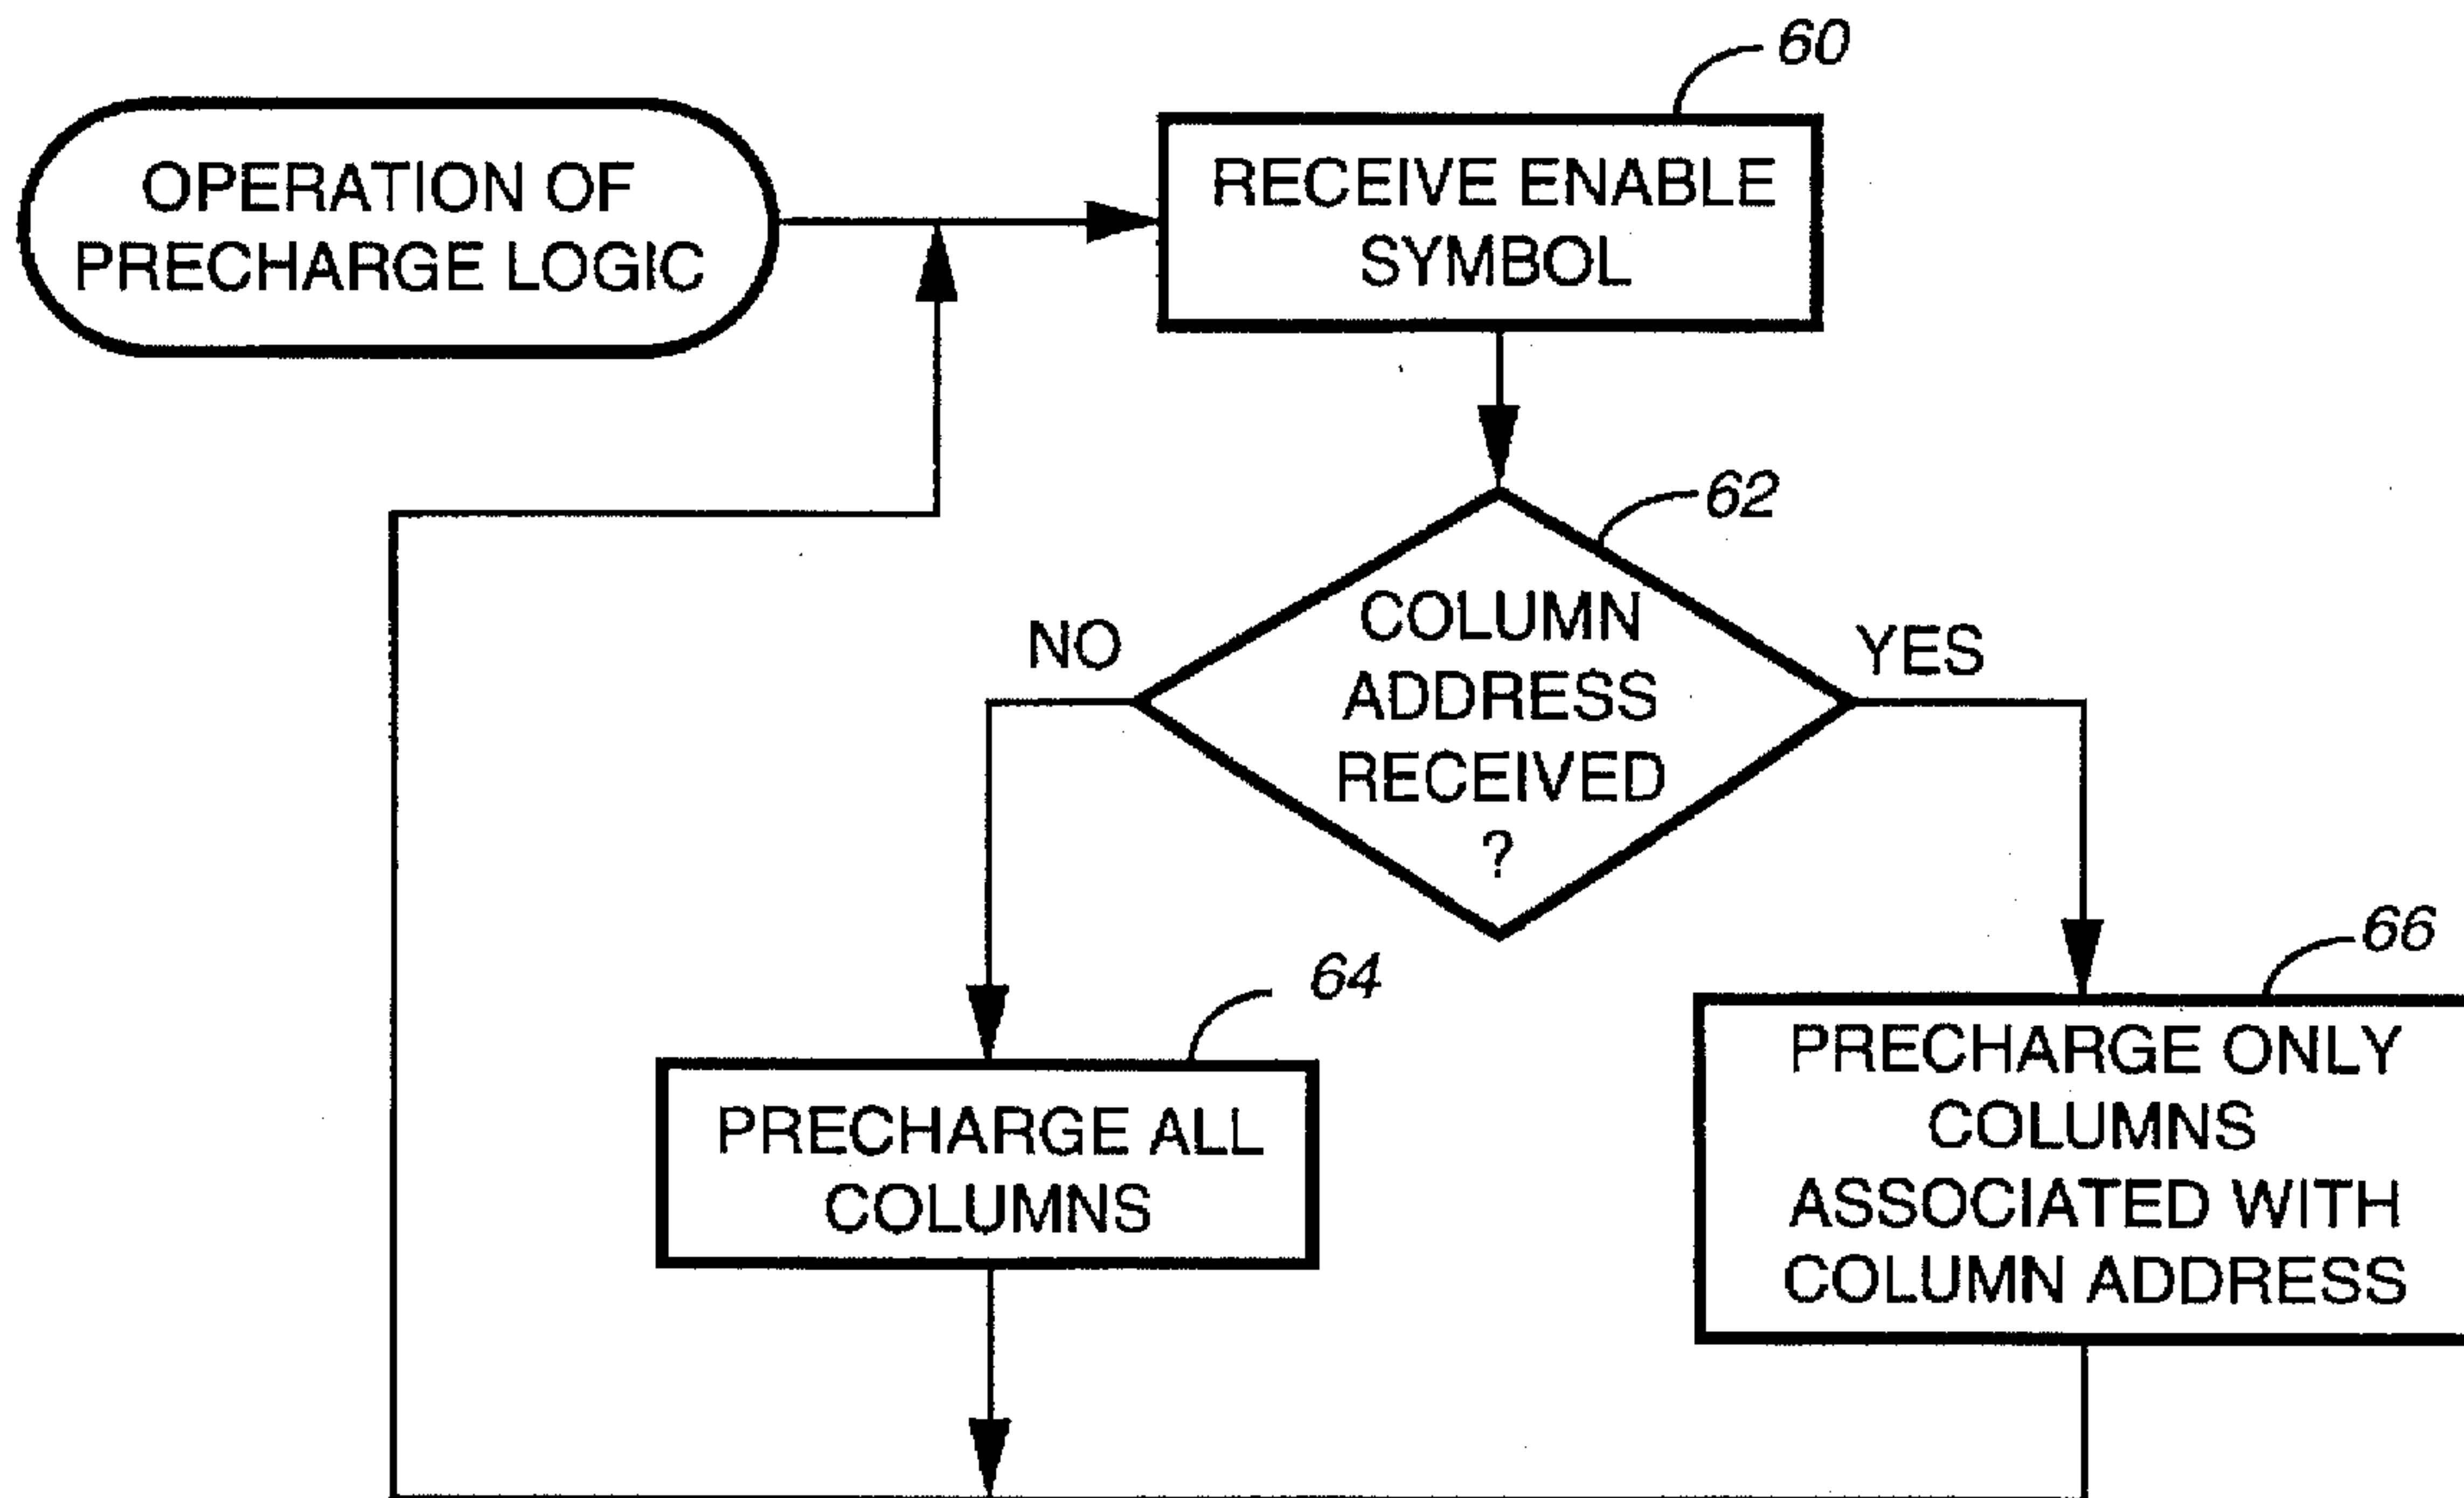 OPERATION OF
PRECHARGE LOGIC
60
RECEIVE ENABLE
SYMBOL
62
COLUMN
ADDRESS
RECEIVED
?
NO
YES
64
PRECHARGE ALL
COLUMNS
66
PRECHARGE ONLY
COLUMNS
ASSOCIATED WITH
COLUMN ADDRESS